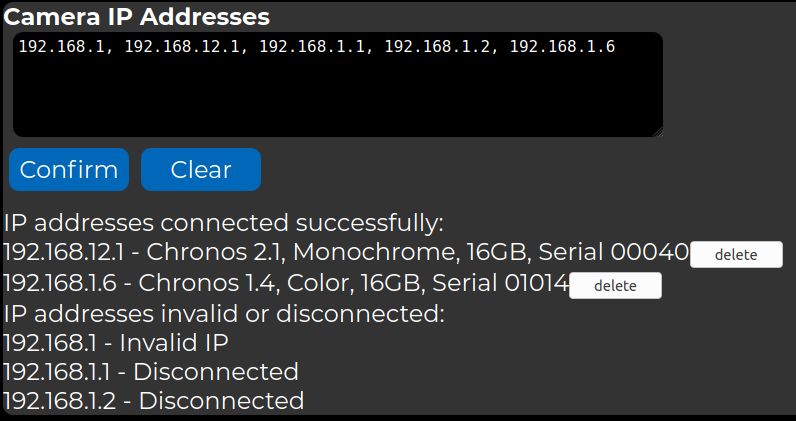 Camera IP Addresses
192.168.1, 192.168.12.1, 192.168.1.1, 192.168.1.2, 192.168.1.6
Confirm Clear
IP addresses connected successfully:
192.168.12.1 - Chronos 2.1, Monochrome, 16GB, Serial 00040 delete
192.168.1.6 - Chronos 1.4, Color, 16GB, Serial 01014 delete
IP addresses invalid or disconnected:
192.168.1 - Invalid IP
192.168.1.1 - Disconnected
192.168.1.2 - Disconnected